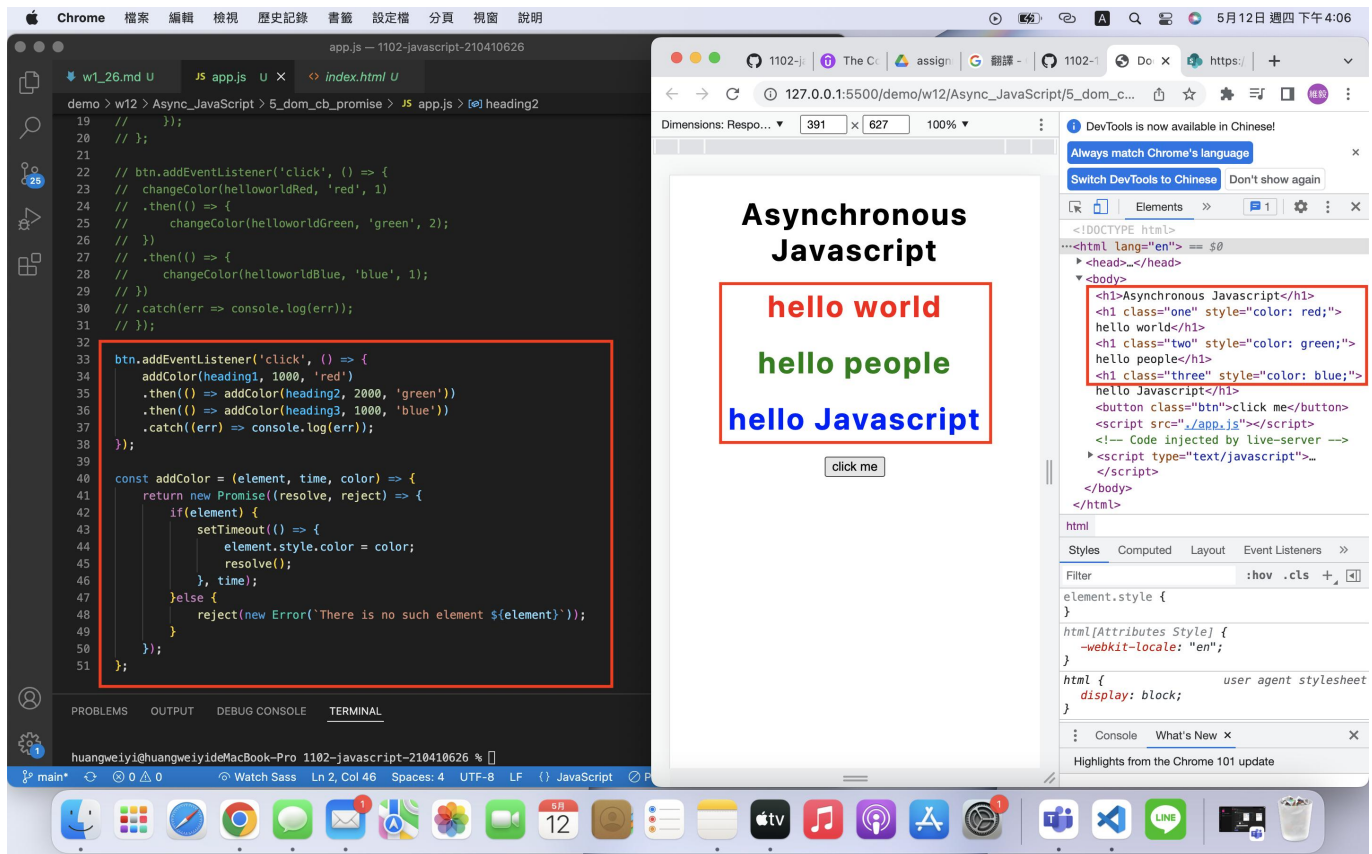 Chrome 檔案 編輯 檢視 歷史記錄 書籤 設定檔 分頁 視窗 說明
A 5月12日 週四 下午4:06
app.js — 1102-javascript-210410626
w1_26.md U JS app.js U × <> index.html U
demo > w12 > Async_JavaScript > 5_dom_cb_promise > JS app.js > heading2
19 // });
20 // };
21
22 // btn.addEventListener('click', () => {
23 // changeColor(helloworldRed, 'red', 1)
24 // .then(() => {
25 // changeColor(helloworldGreen, 'green', 2);
26 // })
27 // .then(() => {
28 // changeColor(helloworldBlue, 'blue', 1);
29 // })
30 // .catch(err => console.log(err));
31 // });
32
33 btn.addEventListener('click', () => {
34 addColor(heading1, 1000, 'red')
35 .then(() => addColor(heading2, 2000, 'green'))
36 .then(() => addColor(heading3, 1000, 'blue'))
37 .catch((err) => console.log(err));
38 });
39
40 const addColor = (element, time, color) => {
41 return new Promise((resolve, reject) => {
42 if(element) {
43 setTimeout(() => {
44 element.style.color = color;
45 resolve();
46 }, time);
47 }else {
48 reject(new Error(`There is no such element ${element}`));
49 }
50 });
51 };
25
1
PROBLEMS OUTPUT DEBUG CONSOLE TERMINAL
huangweiyi@huangweiyideMacBook-Pro 1102-javascript-210410626 %
main* 0 0 Watch Sass Ln 2, Col 46 Spaces: 4 UTF-8 LF {} JavaScript P
1102-j The Co assign 翻譯 - 1102-1 Do × https:/ +
127.0.0.1:5500/demo/w12/Async_JavaScript/5_dom_c...
Dimensions: Respo... ▼ 391 × 627 100% ▼
Asynchronous
Javascript
hello world
hello people
hello Javascript
click me
DevTools is now available in Chinese!
Always match Chrome's language ×
Switch DevTools to Chinese Don't show again
Elements » 1
<!DOCTYPE html>
···<html lang="en"> == $0
<head>…</head>
<body>
<h1>Asynchronous Javascript</h1>
<h1 class="one" style="color: red;">
hello world</h1>
<h1 class="two" style="color: green;">
hello people</h1>
<h1 class="three" style="color: blue;">
hello Javascript</h1>
<button class="btn">click me</button>
<script src="./app.js"></script>
<!-- Code injected by live-server -->
<script type="text/javascript">…
</script>
</body>
</html>
html
Styles Computed Layout Event Listeners »
Filter :hov .cls +
element.style {
}
html[Attributes Style] {
-webkit-locale: "en";
}
html { user agent stylesheet
display: block;
}
Console What's New ×
Highlights from the Chrome 101 update
1
5月
12
tv
1
LINE